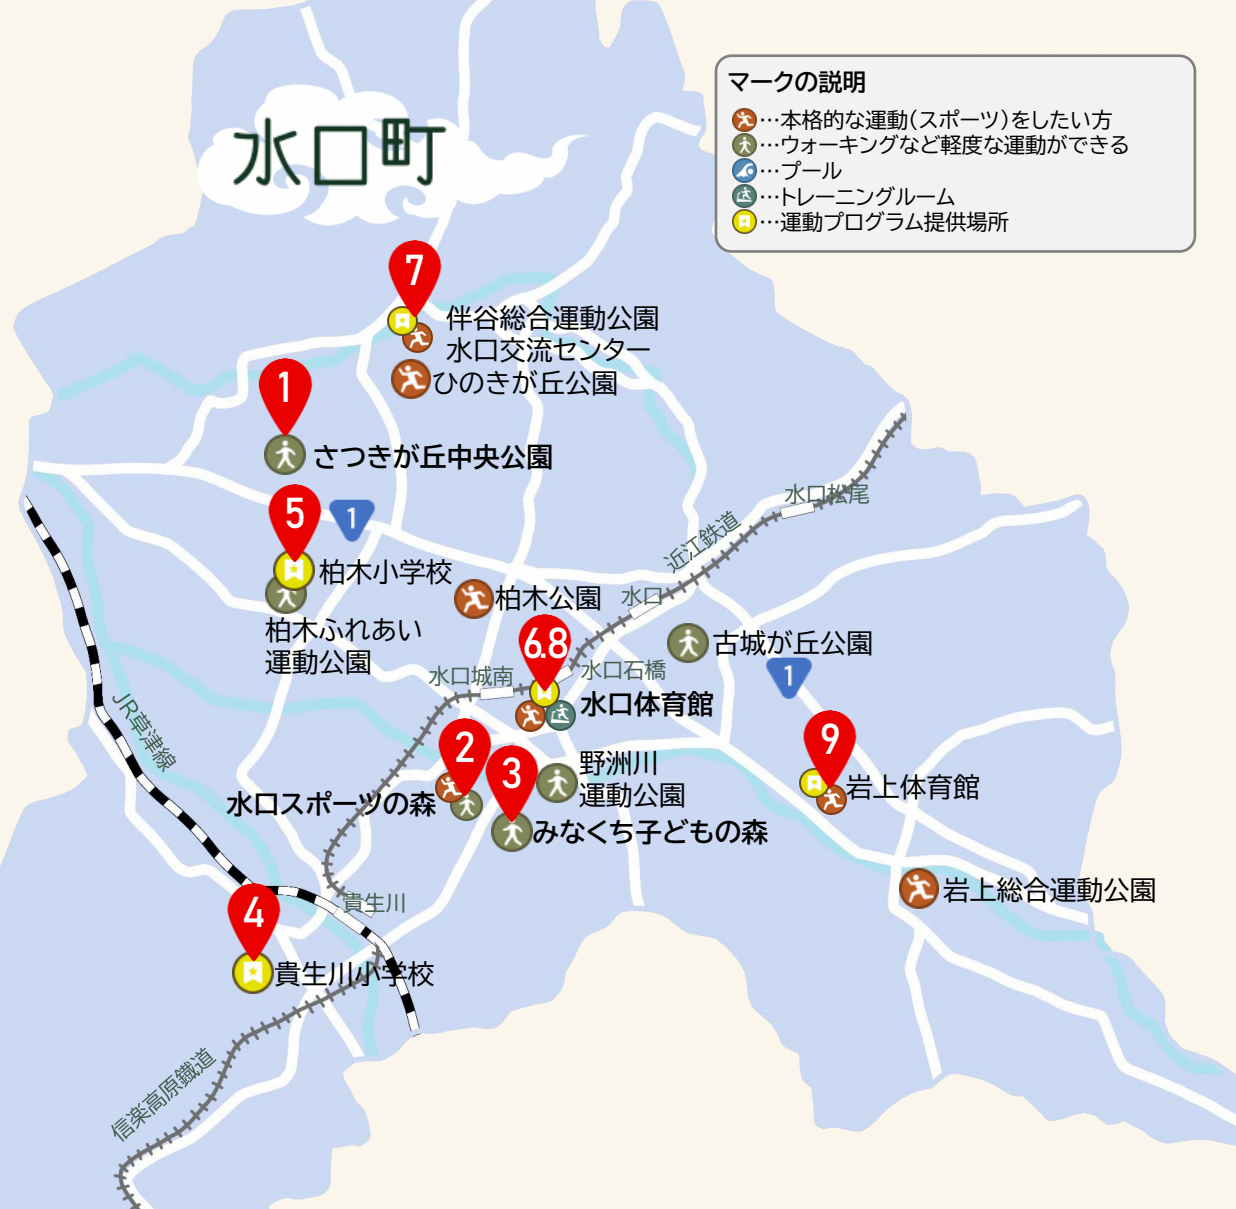 水口町
マークの説明
…本格的な運動(スポーツ)をしたい方
…ウォーキングなど軽度な運動ができる
…プール
…トレーニングルーム
…運動プログラム提供場所
7
伴谷総合運動公園
水口交流センター
ひのきが丘公園
1
さつきが丘中央公園
5
1
柏木小学校
柏木ふれあい
運動公園
柏木公園
水口松尾
近江鉄道
水口
6.8
水口石橋
水口城南
水口体育館
古城が丘公園
1
JR草津線
2
3
野洲川
運動公園
水口スポーツの森
みなくち子どもの森
9
岩上体育館
岩上総合運動公園
貴生川
4
貴生川小学校
信楽高原鐵道